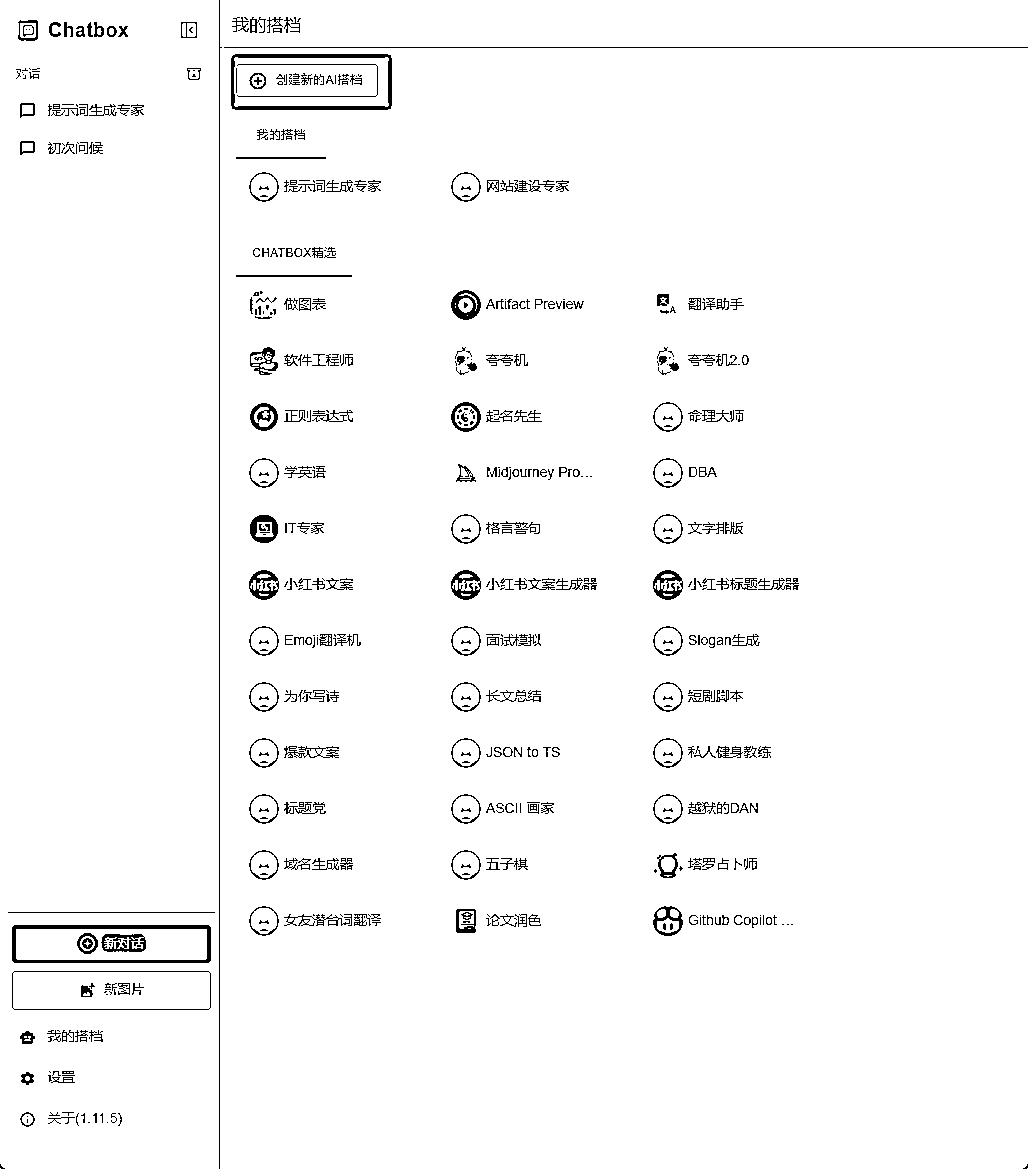 Chatbox
对话
提示词生成专家
初次问候
新对话
新图片
我的搭档
设置
关于(1.11.5)
我的搭档
创建新的AI搭档
我的搭档
提示词生成专家 网站建设专家
CHATBOX精选
做图表 Artifact Preview 翻译助手
软件工程师 夸夸机 夸夸机2.0
正则表达式 起名先生 命理大师
学英语 Midjourney Pro... DBA
IT专家 格言警句 文字排版
小红书文案 小红书文案生成器 小红书标题生成器
Emoji翻译机 面试模拟 Slogan生成
为你写诗 长文总结 短剧脚本
爆款文案 JSON to TS 私人健身教练
标题党 ASCII 画家 越狱的DAN
域名生成器 五子棋 塔罗占卜师
女友潜台词翻译 论文润色 Github Copilot ...